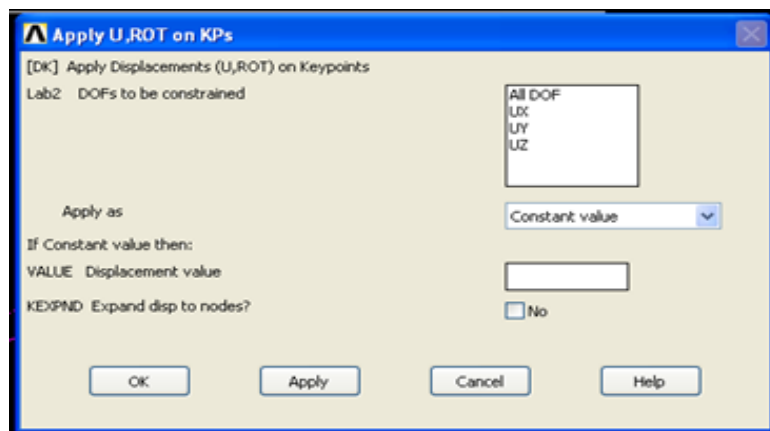 Apply U,ROT on KPs
[DK] Apply Displacements (U,ROT) on Keypoints
Lab2 DOFs to be constrained
All DOF
UX
UY
UZ
Apply as
Constant value
If Constant value then:
VALUE Displacement value
KEXPND Expand disp to nodes?
No
OK
Apply
Cancel
Help